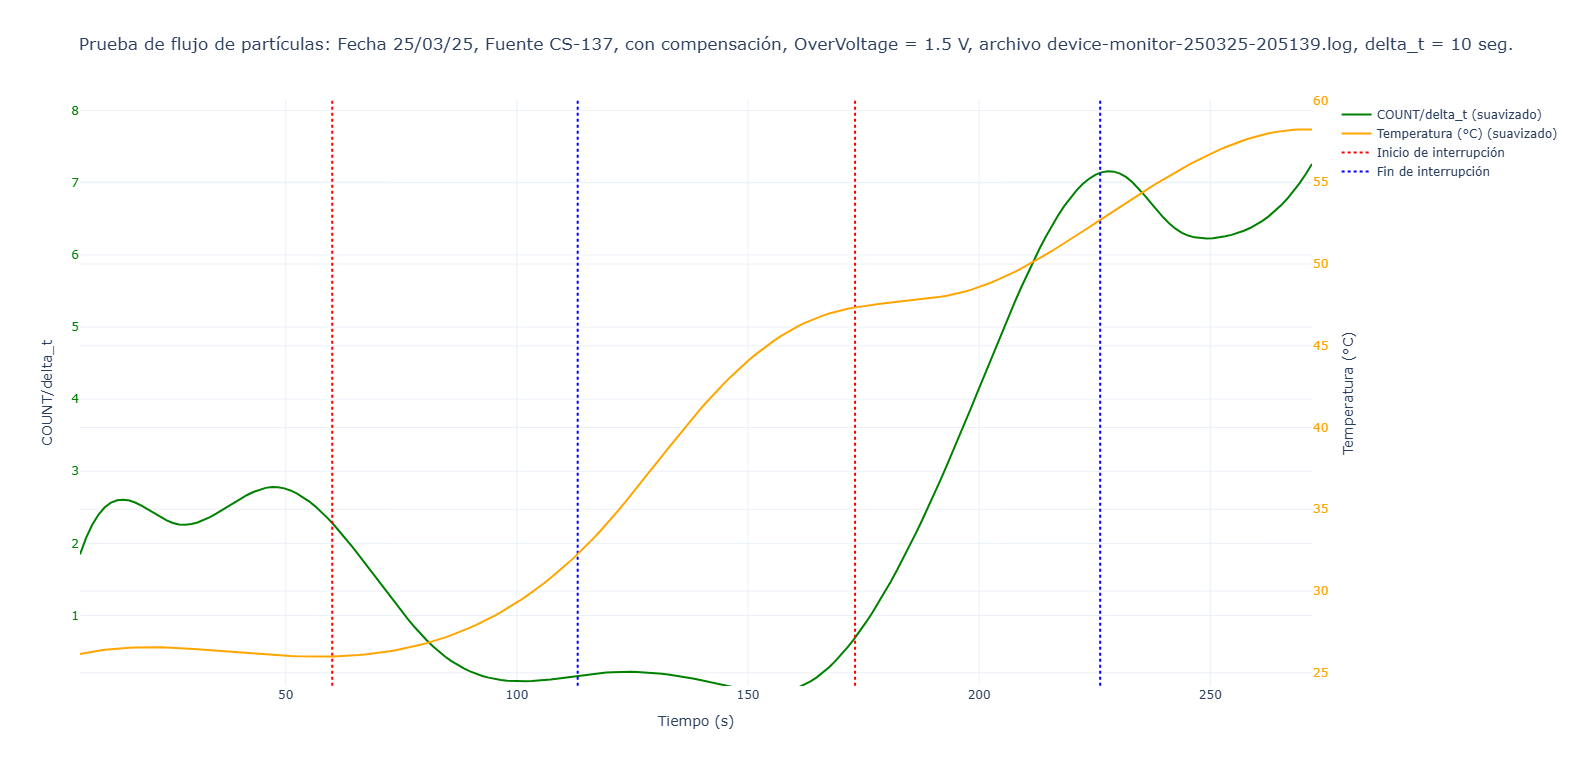 Prueba de flujo de partículas: Fecha 25/03/25, Fuente CS-137, con compensación, OverVoltage = 1.5 V, archivo device-monitor-250325-205139.log, delta_t = 10 seg.
COUNT/delta_t (suavizado)
Temperatura (°C) (suavizado)
Inicio de interrupción
Fin de interrupción
8
7
6
5
4
3
2
1
COUNT/delta_t
60
55
50
45
40
35
30
25
Temperatura (°C)
50
100
150
200
250
Tiempo (s)